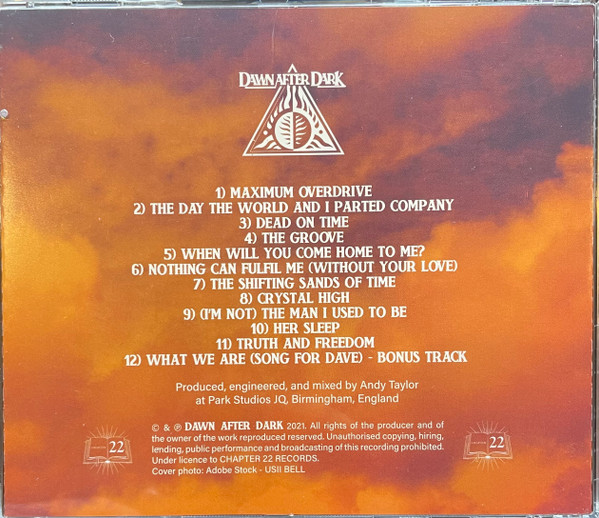 DAWN AFTER DARK
1) MAXIMUM OVERDRIVE
2) THE DAY THE WORLD AND I PARTED COMPANY
3) DEAD ON TIME
4) THE GROOVE
5) WHEN WILL YOU COME HOME TO ME?
6) NOTHING CAN FULFIL ME (WITHOUT YOUR LOVE)
7) THE SHIFTING SANDS OF TIME
8) CRYSTAL HIGH
9) (I'M NOT) THE MAN I USED TO BE
10) HER SLEEP
11) TRUTH AND FREEDOM
12) WHAT WE ARE (SONG FOR DAVE) - BONUS TRACK
Produced, engineered, and mixed by Andy Taylor
at Park Studios JQ, Birmingham, England
© & ℗ DAWN AFTER DARK 2021. All rights of the producer and of
the owner of the work reproduced reserved. Unauthorised copying, hiring,
lending, public performance and broadcasting of this recording prohibited.
Under licence to CHAPTER 22 RECORDS.
Cover photo: Adobe Stock - USII BELL
22
22